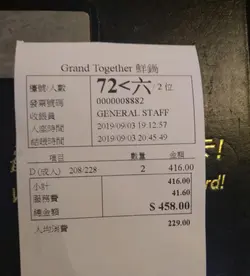 Grand Together 鮮鍋
檯號/人數 72<六/2 位
發票號碼 0000008882
收銀員 GENERAL STAFF
入座時間 2019/09/03 19:12:57
結賬時間 2019/09/03 20:45:49
項目 數量 金額
D (成人) 208/228 2 416.00
小計 416.00
服務費 41.60
總金額 $ 458.00
人均消費 229.00